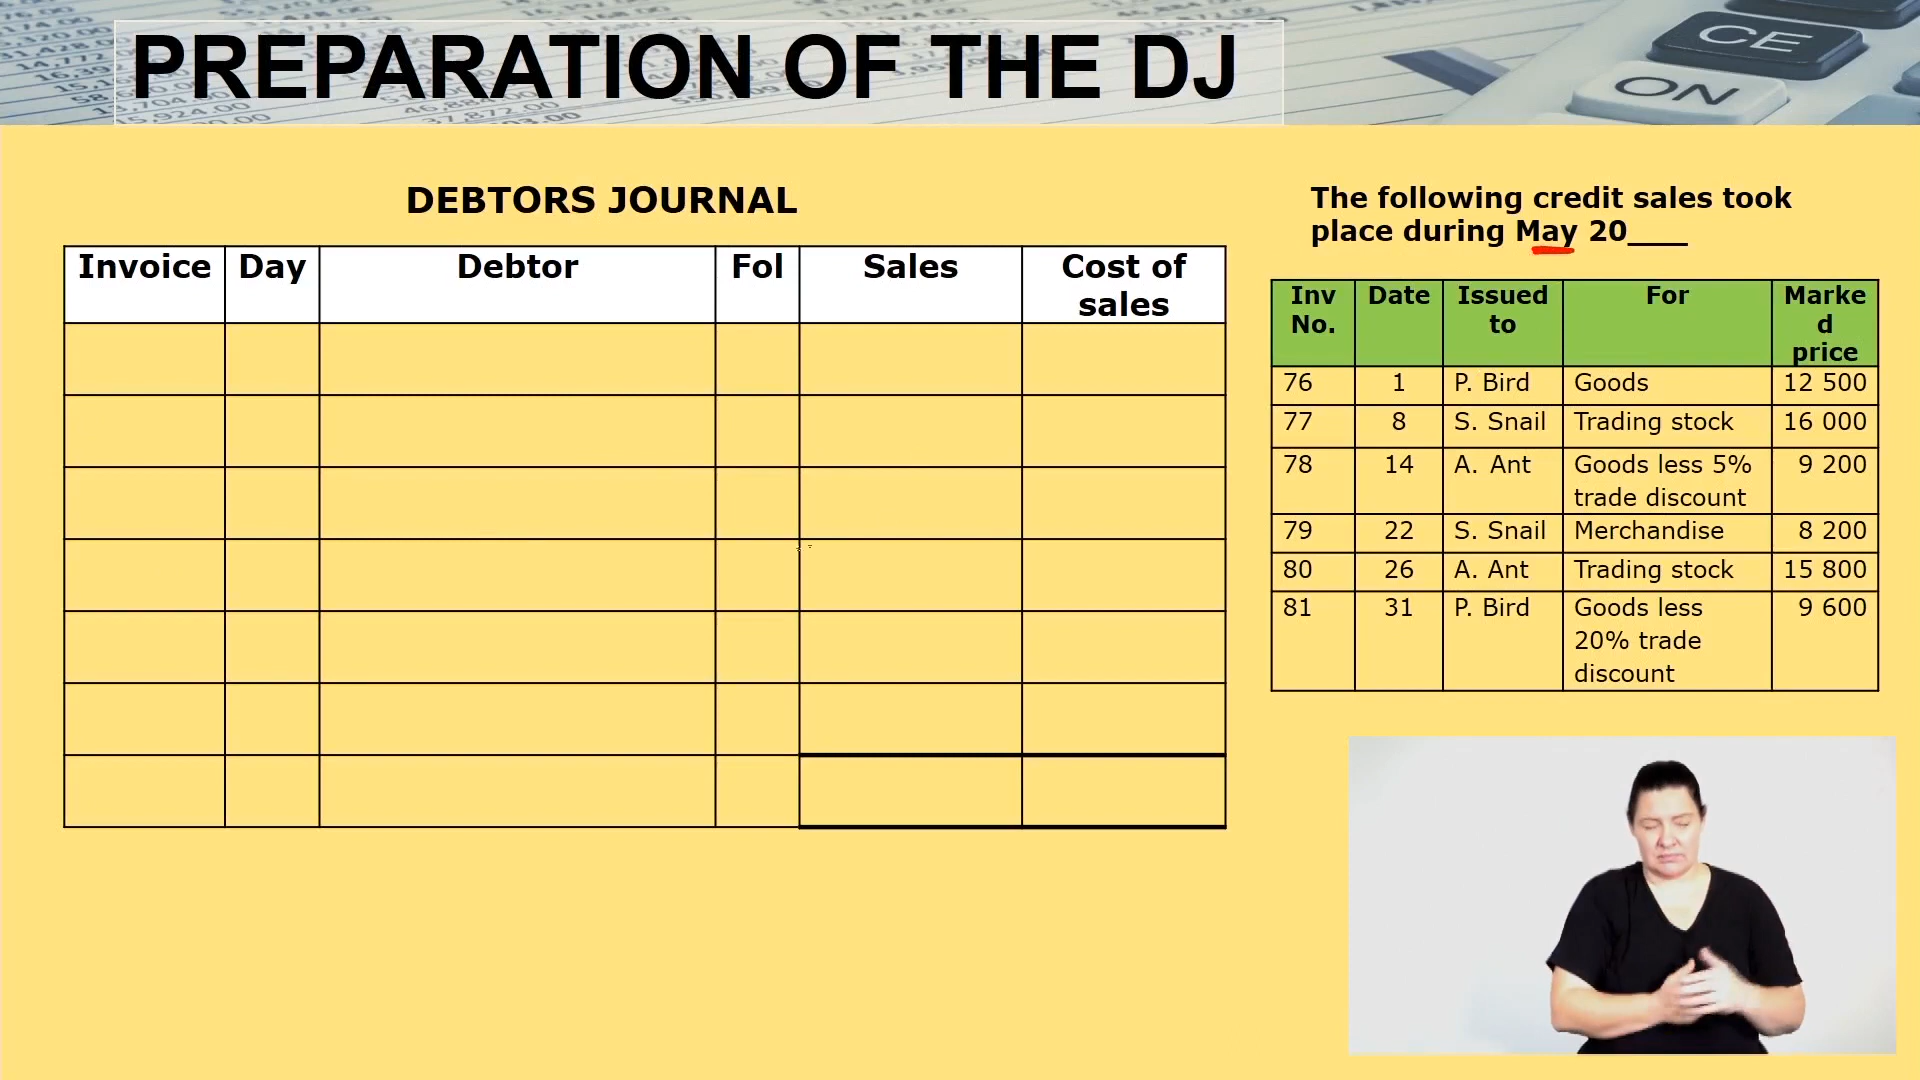 PREPARATION OF THE DJ
CE
ON
DEBTORS JOURNAL
Invoice Day Debtor Fol Sales Cost of
sales
The following credit sales took
place during May 20___
Inv Date Issued For Marke
No. to d
price
76 1 P. Bird Goods 12 500
77 8 S. Snail Trading stock 16 000
78 14 A. Ant Goods less 5% 9 200
trade discount
79 22 S. Snail Merchandise 8 200
80 26 A. Ant Trading stock 15 800
81 31 P. Bird Goods less 9 600
20% trade
discount